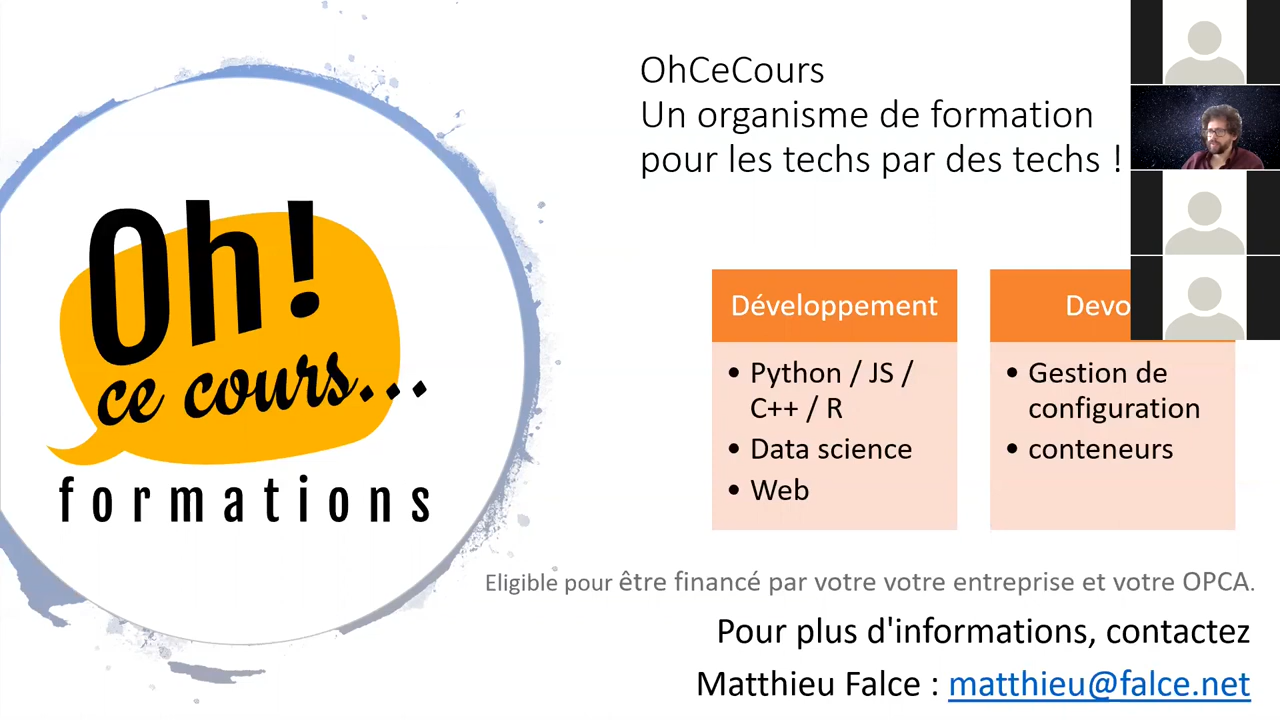 OhCeCours
Un organisme de formation
pour les techs par des techs !
Oh!
ce cours...
formations
Développement
• Python / JS /
C++ / R
• Data science
• Web
• Gestion de
configuration
• conteneurs
Eligible pour être financé par votre votre entreprise et votre OPCA.
Pour plus d'informations, contactez
Matthieu Falce : matthieu@falce.net